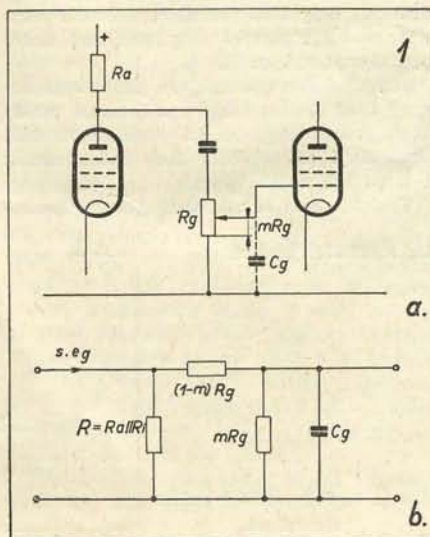 1
+
Ra
Rg
mRg
Cg
a.
s.eg
(1-m) Rg
R=Ra||Ri
mRg
Cg
b.